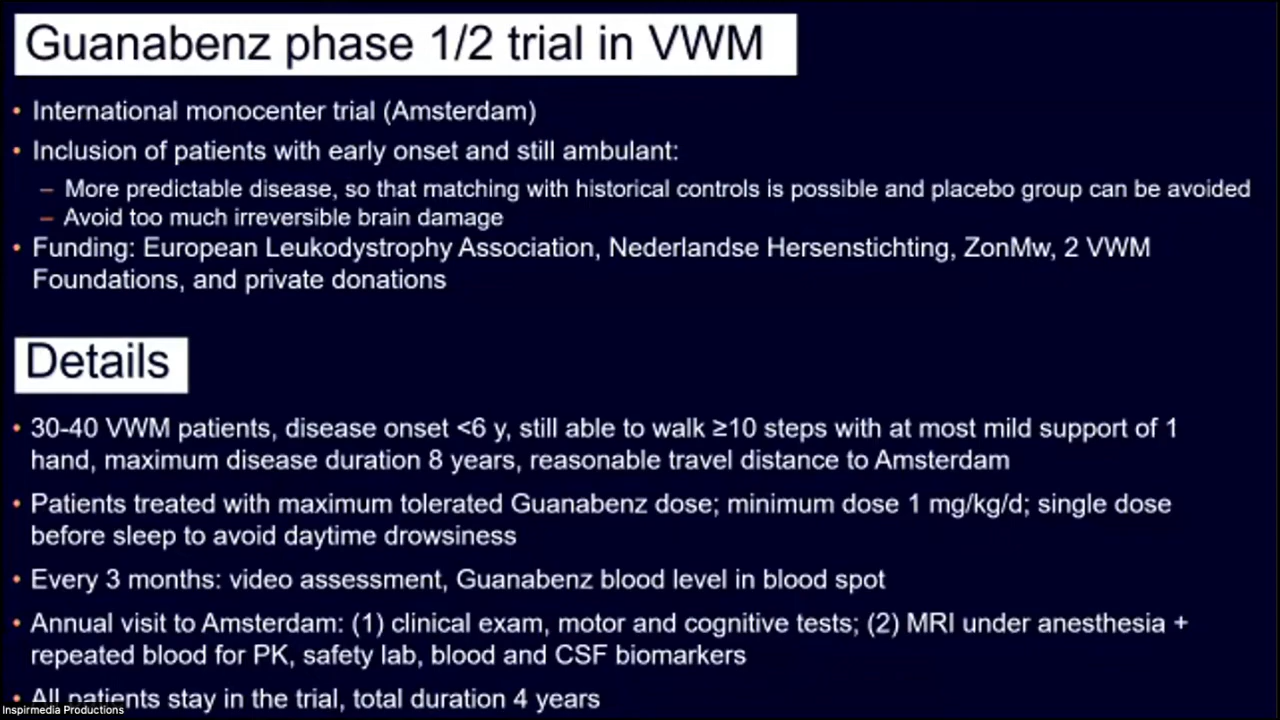 Guanabenz phase 1/2 trial in VWM
• International monocenter trial (Amsterdam)
• Inclusion of patients with early onset and still ambulant:
– More predictable disease, so that matching with historical controls is possible and placebo group can be avoided
– Avoid too much irreversible brain damage
• Funding: European Leukodystrophy Association, Nederlandse Hersenstichting, ZonMw, 2 VWM
Foundations, and private donations
Details
• 30-40 VWM patients, disease onset <6 y, still able to walk ≥10 steps with at most mild support of 1
hand, maximum disease duration 8 years, reasonable travel distance to Amsterdam
• Patients treated with maximum tolerated Guanabenz dose; minimum dose 1 mg/kg/d; single dose
before sleep to avoid daytime drowsiness
• Every 3 months: video assessment, Guanabenz blood level in blood spot
• Annual visit to Amsterdam: (1) clinical exam, motor and cognitive tests; (2) MRI under anesthesia +
repeated blood for PK, safety lab, blood and CSF biomarkers
• All patients stay in the trial, total duration 4 years
Inspirmedia Productions